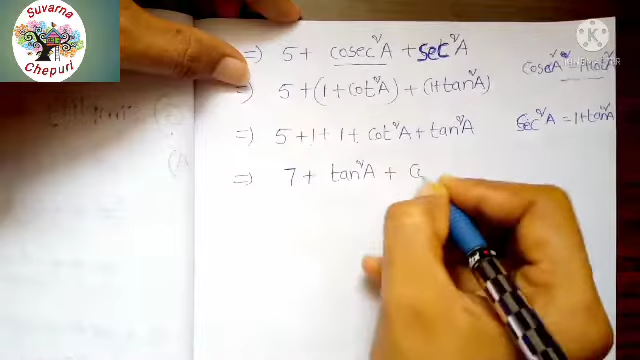 Suvarna
Chepuri
⇒ 5 + cosec²A + sec²A
cosec²A = 1+cot²A
⇒ 5 + (1+cot²A) + (1+tan²A)
⇒ 5+1+1+cot²A+tan²A
sec²A = 1+tan²A
⇒ 7 + tan²A + c